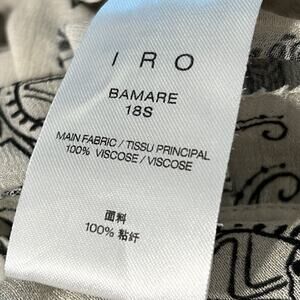 IRO
BAMARE
18S
MAIN FABRIC / TISSU PRINCIPAL
100% VISCOSE / VISCOSE
面料
100% 粘纤